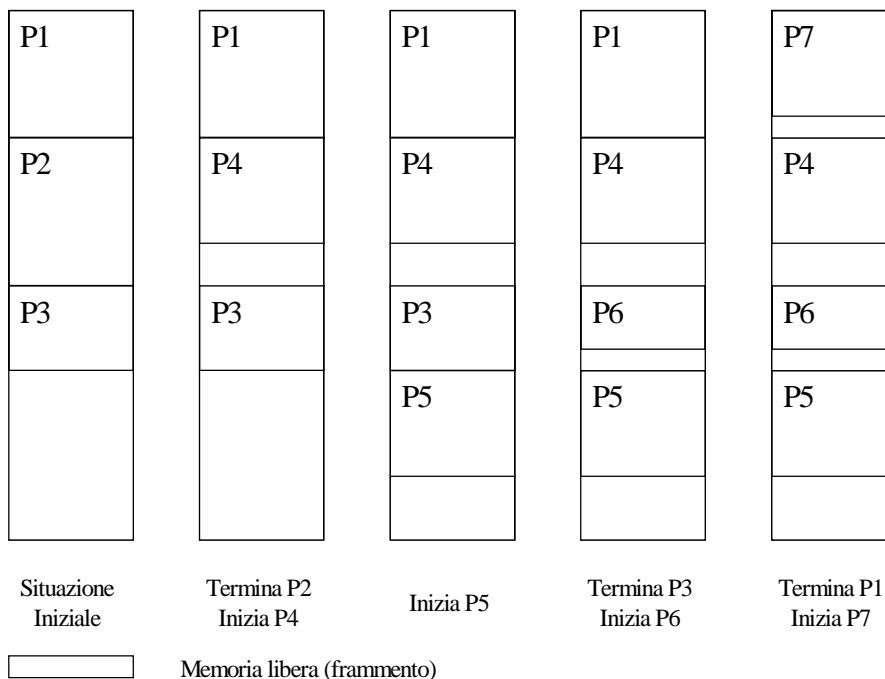 P1
P2
P3
Situazione
Iniziale
P1
P4
P3
Termina P2
Inizia P4
P1
P4
P3
P5
Inizia P5
P1
P4
P6
P5
Termina P3
Inizia P6
P7
P4
P6
P5
Termina P1
Inizia P7
Memoria libera (frammento)